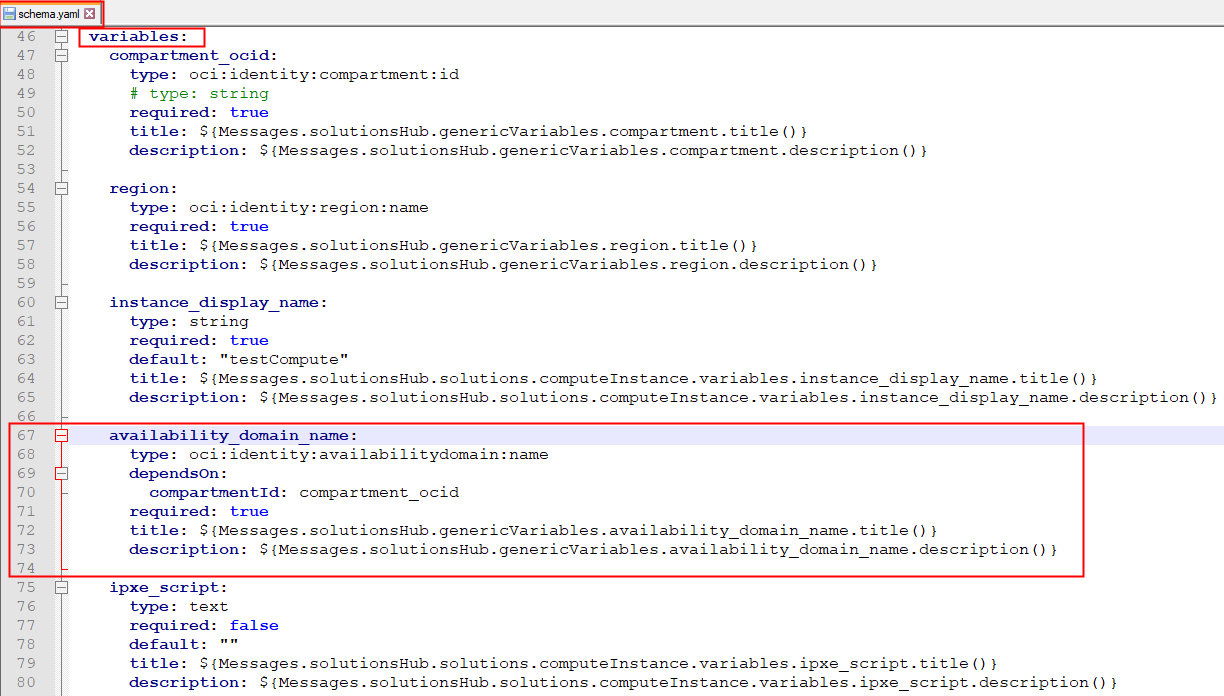 schema.yaml
46 variables:
47 compartment_ocid:
48 type: oci:identity:compartment:id
49 # type: string
50 required: true
51 title: ${Messages.solutionsHub.genericVariables.compartment.title()}
52 description: ${Messages.solutionsHub.genericVariables.compartment.description()}
53
54 region:
55 type: oci:identity:region:name
56 required: true
57 title: ${Messages.solutionsHub.genericVariables.region.title()}
58 description: ${Messages.solutionsHub.genericVariables.region.description()}
59
60 instance_display_name:
61 type: string
62 required: true
63 default: "testCompute"
64 title: ${Messages.solutionsHub.solutions.computeInstance.variables.instance_display_name.title()}
65 description: ${Messages.solutionsHub.solutions.computeInstance.variables.instance_display_name.description()}
66
67 availability_domain_name:
68 type: oci:identity:availabilitydomain:name
69 dependsOn:
70 compartmentId: compartment_ocid
71 required: true
72 title: ${Messages.solutionsHub.genericVariables.availability_domain_name.title()}
73 description: ${Messages.solutionsHub.genericVariables.availability_domain_name.description()}
74
75 ipxe_script:
76 type: text
77 required: false
78 default: ""
79 title: ${Messages.solutionsHub.solutions.computeInstance.variables.ipxe_script.title()}
80 description: ${Messages.solutionsHub.solutions.computeInstance.variables.ipxe_script.description()}